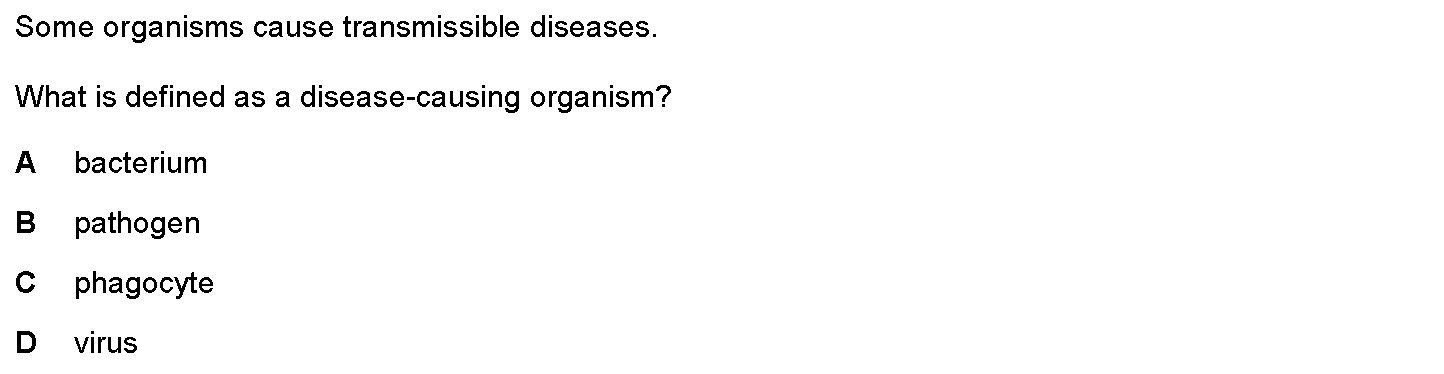 Some organisms cause transmissible diseases.
What is defined as a disease-causing organism?
A bacterium
B pathogen
C phagocyte
D virus